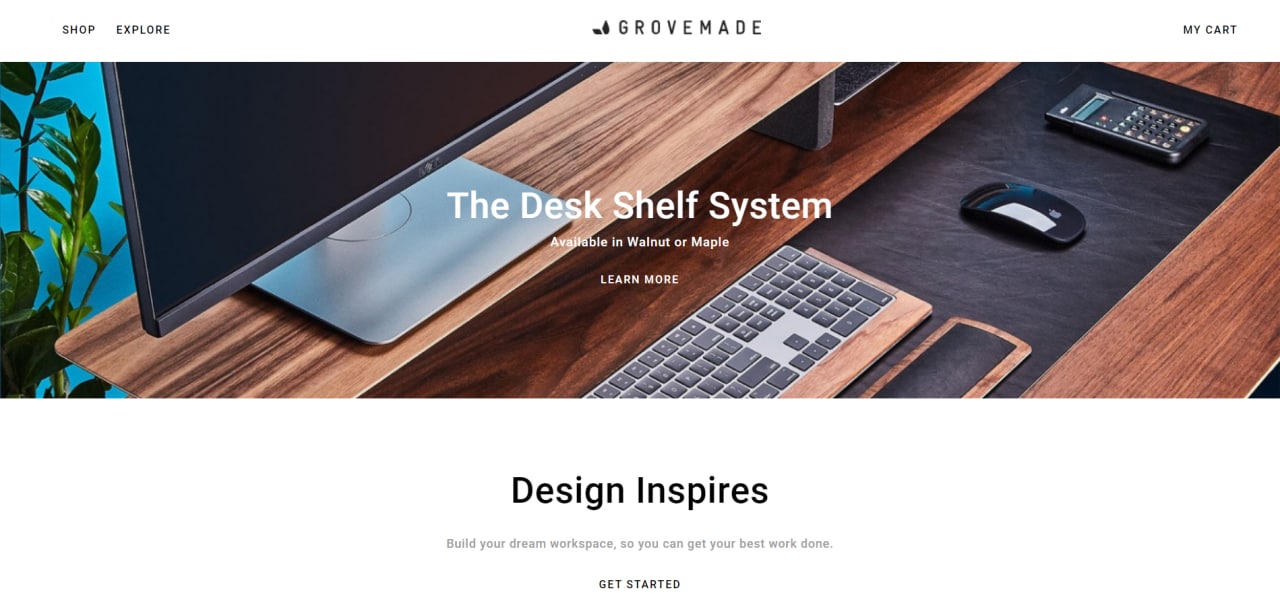 SHOP EXPLORE GROVEMADE MY CART
The Desk Shelf System
Available in Walnut or Maple
LEARN MORE
Design Inspires
Build your dream workspace, so you can get your best work done.
GET STARTED